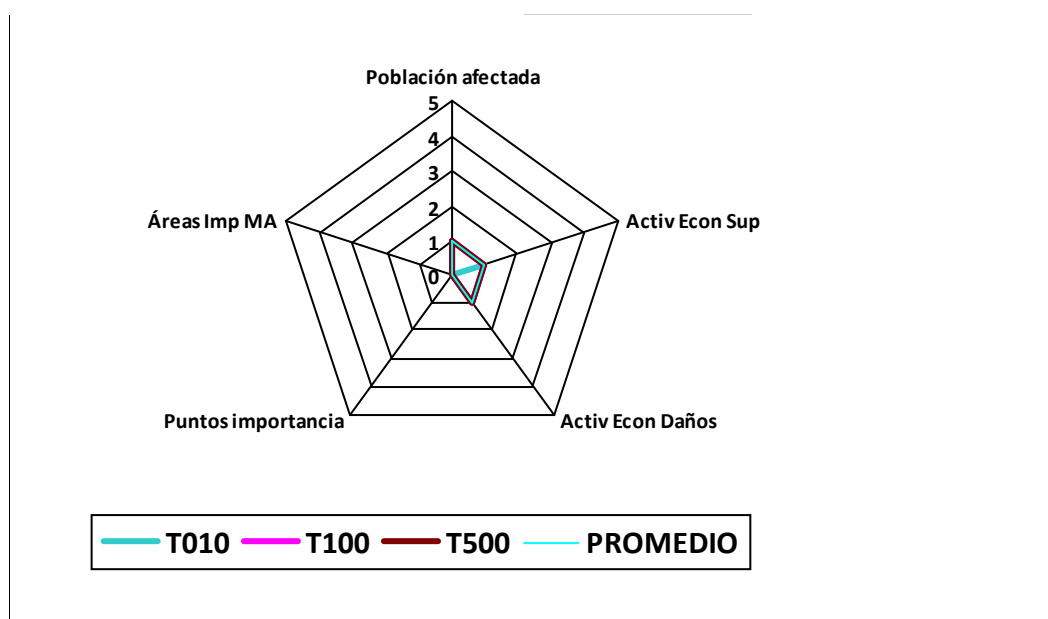 Población afectada
5
4
3
2
1
0
Áreas Imp MA
Activ Econ Sup
Puntos importancia
Activ Econ Daños
T010 T100 T500 PROMEDIO